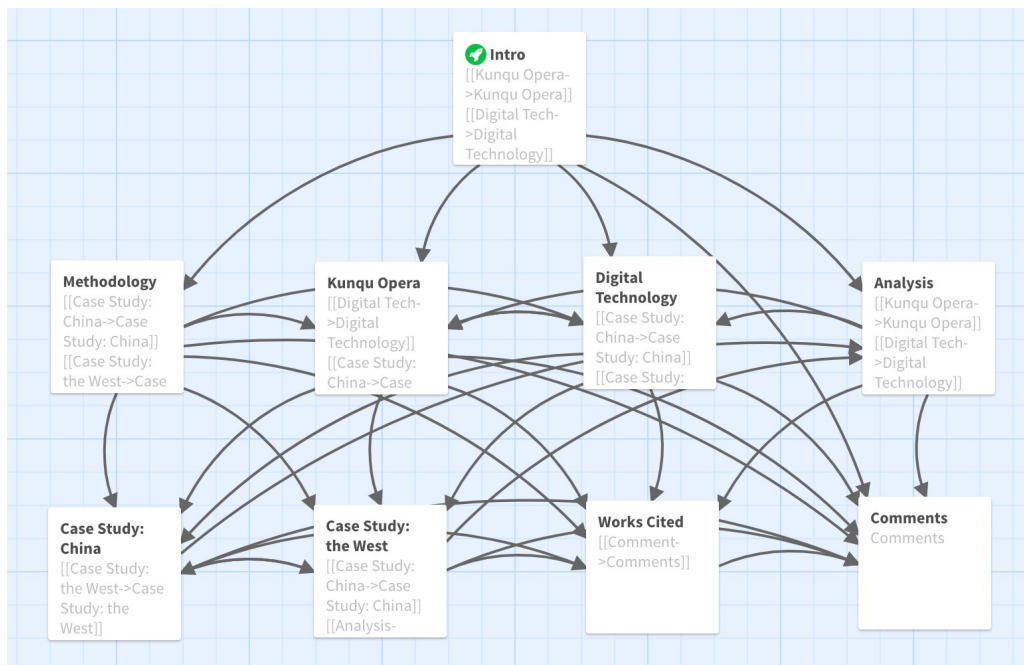 Intro
[[Kunqu Opera-
>Kunqu Opera]]
[[Digital Tech-
>Digital
Technology]]
Methodology
[[Case Study:
China->Case
Study: China]]
[[Case Study:
the West->Case
Kunqu Opera
[[Digital Tech-
>Digital
Technology]]
[[Case Study:
China->Case
Digital
Technology
[[Case Study:
China->Case
Study: China]]
[[Case Study:
Analysis
[[Kunqu Opera-
>Kunqu Opera]]
[[Digital Tech-
>Digital
Technology]]
Case Study:
China
[[Case Study:
the West->Case
Study: the
West]]
Case Study:
the West
[[Case Study:
China->Case
Study: China]]
[[Analysis-
Works Cited
[[Comment-
>Comments]]
Comments
Comments